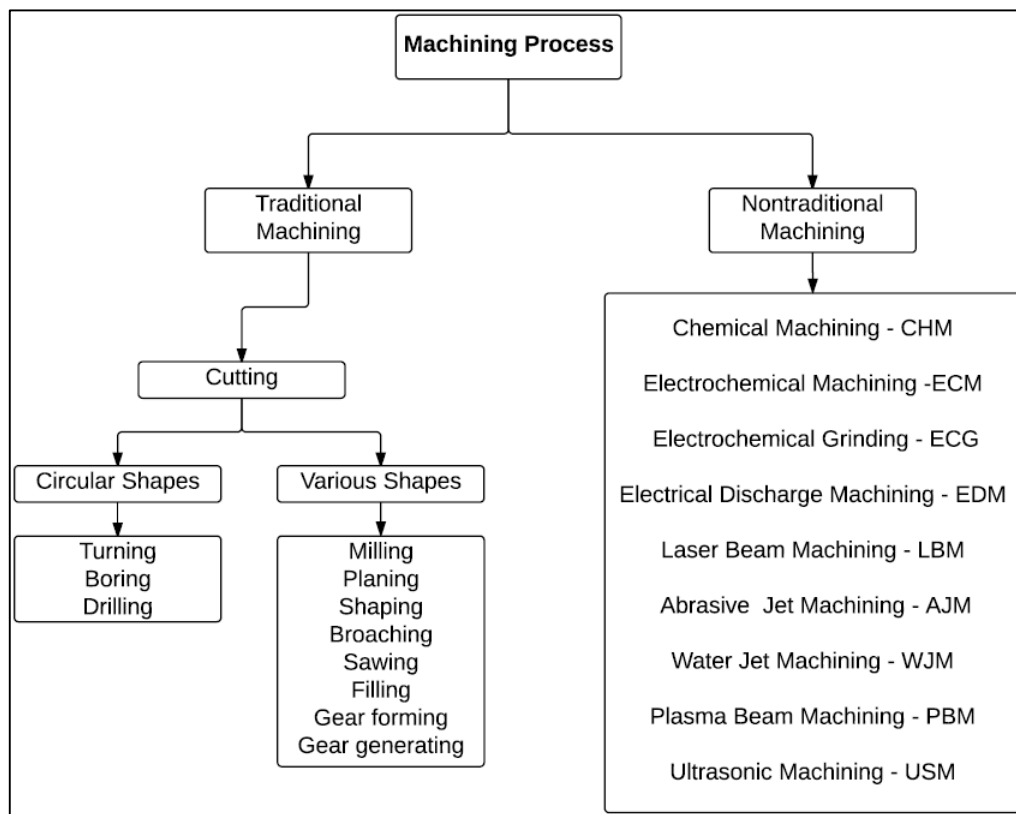 Machining Process
Traditional
Machining
Nontraditional
Machining
Cutting
Circular Shapes
Various Shapes
Turning
Boring
Drilling
Milling
Planing
Shaping
Broaching
Sawing
Filling
Gear forming
Gear generating
Chemical Machining - CHM
Electrochemical Machining -ECM
Electrochemical Grinding - ECG
Electrical Discharge Machining - EDM
Laser Beam Machining - LBM
Abrasive  Jet Machining - AJM
Water Jet Machining - WJM
Plasma Beam Machining - PBM
Ultrasonic Machining - USM